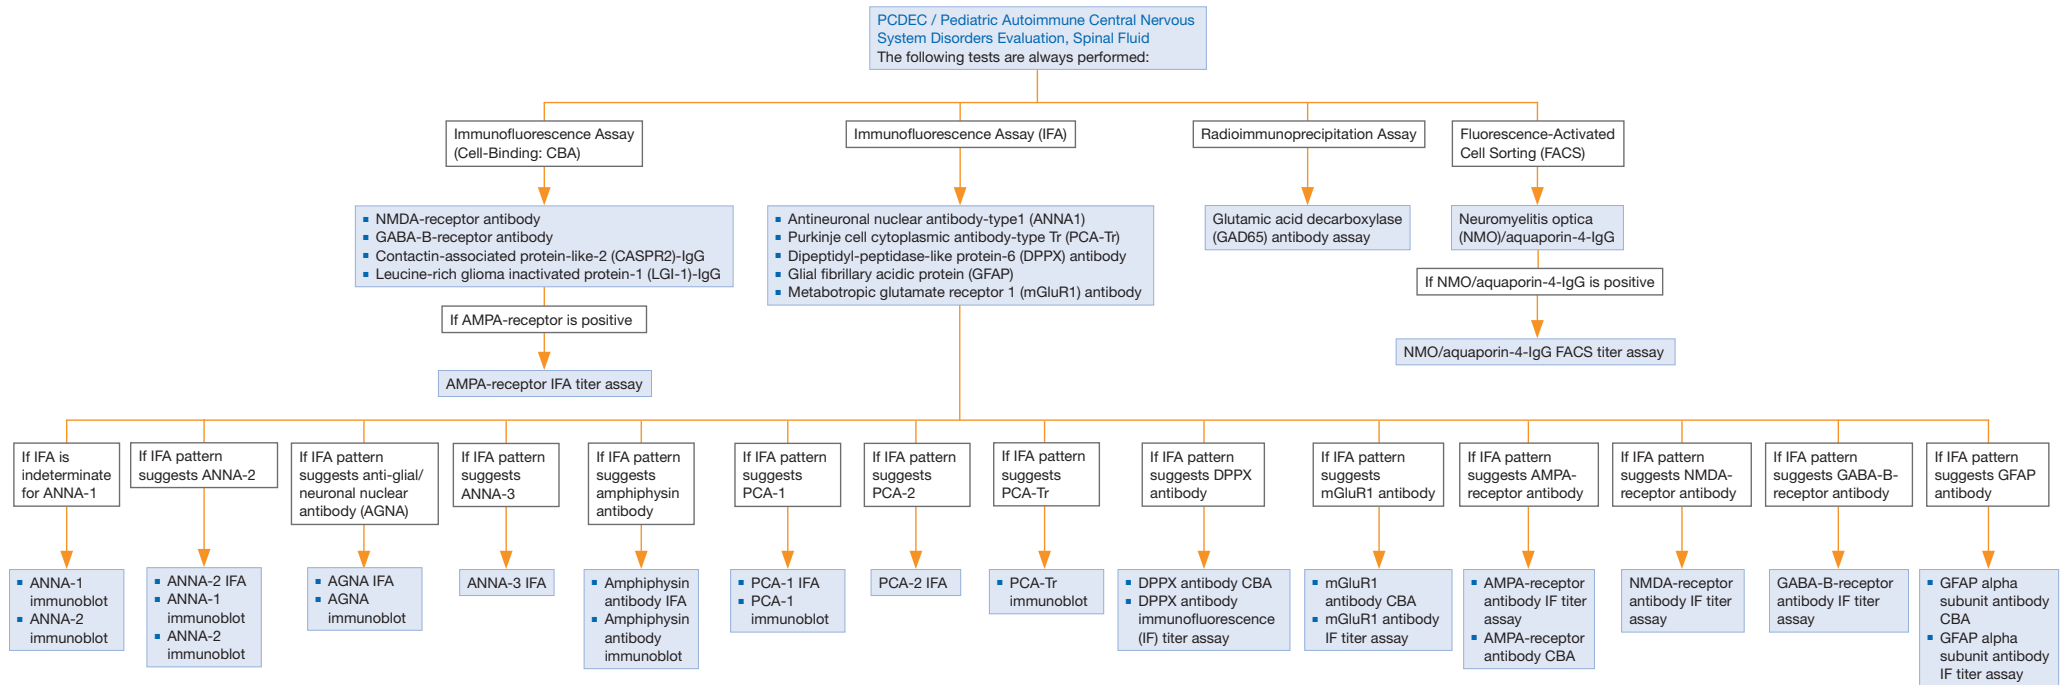 PCDEC / Pediatric Autoimmune Central Nervous
System Disorders Evaluation, Spinal Fluid
The following tests are always performed:
Immunofluorescence Assay
(Cell-Binding: CBA)
Immunofluorescence Assay (IFA)
Radioimmunoprecipitation Assay
Fluorescence-Activated
Cell Sorting (FACS)
▪ NMDA-receptor antibody
▪ GABA-B-receptor antibody
▪ Contactin-associated protein-like-2 (CASPR2)-IgG
▪ Leucine-rich glioma inactivated protein-1 (LGI-1)-IgG
▪ Antineuronal nuclear antibody-type1 (ANNA1)
▪ Purkinje cell cytoplasmic antibody-type Tr (PCA-Tr)
▪ Dipeptidyl-peptidase-like protein-6 (DPPX) antibody
▪ Glial fibrillary acidic protein (GFAP)
▪ Metabotropic glutamate receptor 1 (mGluR1) antibody
Glutamic acid decarboxylase
(GAD65) antibody assay
Neuromyelitis optica
(NMO)/aquaporin-4-IgG
If NMO/aquaporin-4-IgG is positive
NMO/aquaporin-4-IgG FACS titer assay
If AMPA-receptor is positive
AMPA-receptor IFA titer assay
If IFA is
indeterminate
for ANNA-1
If IFA pattern
suggests ANNA-2
If IFA pattern
suggests anti-glial/
neuronal nuclear
antibody (AGNA)
If IFA pattern
suggests
ANNA-3
If IFA pattern
suggests
amphiphysin
antibody
If IFA pattern
suggests
PCA-1
If IFA pattern
suggests
PCA-2
If IFA pattern
suggests
PCA-Tr
If IFA pattern
suggests DPPX
antibody
If IFA pattern
suggests
mGluR1 antibody
If IFA pattern
suggests AMPA-
receptor antibody
If IFA pattern
suggests NMDA-
receptor antibody
If IFA pattern
suggests GABA-B-
receptor antibody
If IFA pattern
suggests GFAP
antibody
▪ ANNA-1
immunoblot
▪ ANNA-2
immunoblot
▪ ANNA-2 IFA
▪ ANNA-1
immunoblot
▪ ANNA-2
immunoblot
▪ AGNA IFA
▪ AGNA
immunoblot
ANNA-3 IFA
▪ Amphiphysin
antibody IFA
▪ Amphiphysin
antibody
immunoblot
▪ PCA-1 IFA
▪ PCA-1
immunoblot
PCA-2 IFA
▪ PCA-Tr
immunoblot
▪ DPPX antibody CBA
▪ DPPX antibody
immunofluorescence
(IF) titer assay
▪ mGluR1
antibody CBA
▪ mGluR1 antibody
IF titer assay
▪ AMPA-receptor
antibody IF titer
assay
▪ AMPA-receptor
antibody CBA
NMDA-receptor
antibody IF titer
assay
GABA-B-receptor
antibody IF titer
assay
▪ GFAP alpha
subunit antibody
CBA
▪ GFAP alpha
subunit antibody
IF titer assay